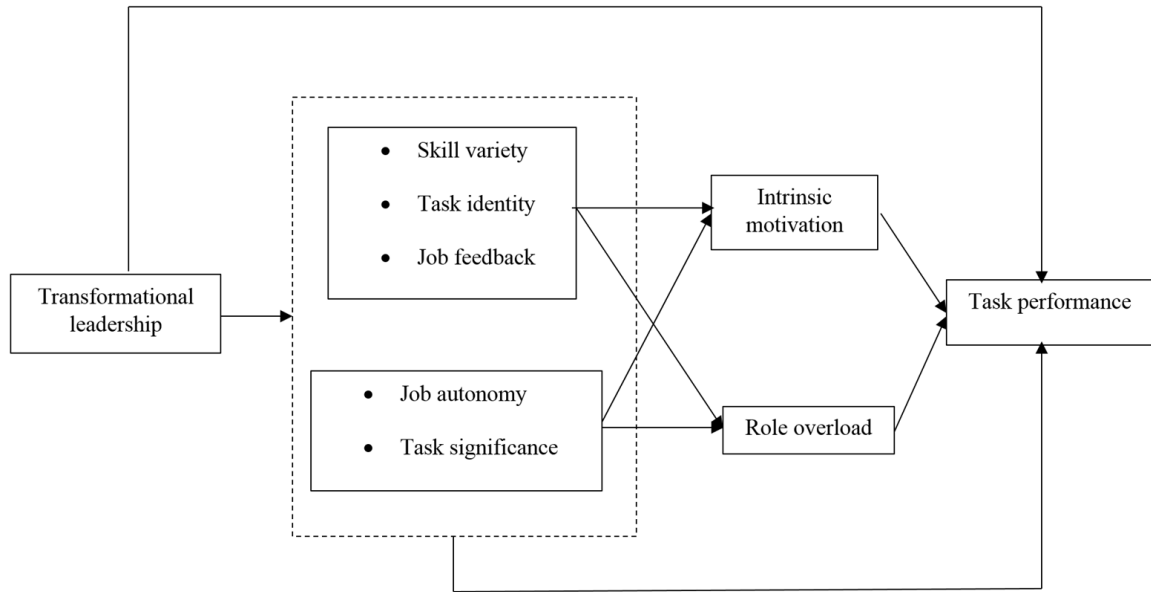 • Skill variety
• Task identity
• Job feedback
Intrinsic
motivation
Transformational
leadership
Task performance
• Job autonomy
• Task significance
Role overload